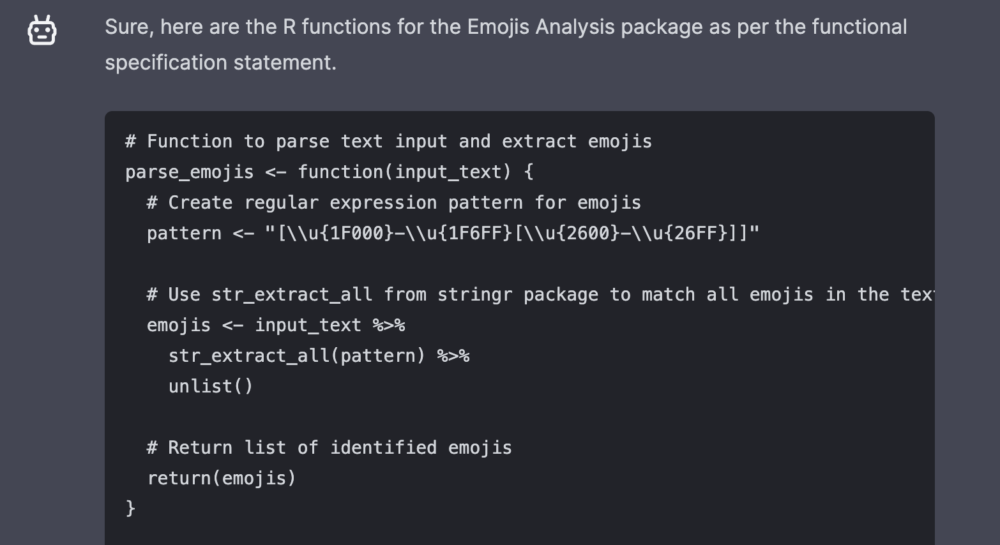 Sure, here are the R functions for the Emojis Analysis package as per the functional
specification statement.
# Function to parse text input and extract emojis
parse_emojis <- function(input_text) {
  # Create regular expression pattern for emojis
  pattern <- "[\\u{1F000}-\\u{1F6FF}[\\u{2600}-\\u{26FF}]]"
  # Use str_extract_all from stringr package to match all emojis in the tex
  emojis <- input_text %>%
    str_extract_all(pattern) %>%
    unlist()
  # Return list of identified emojis
  return(emojis)
}